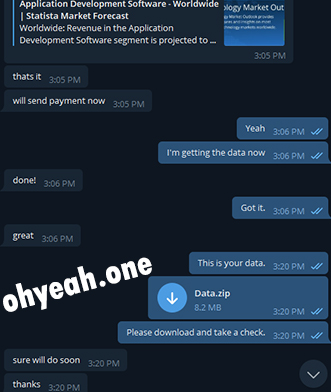 Application Development Software - Worldwide
| Statista Market Forecast
Worldwide: Revenue in the Application
Development Software segment is projected to ...
ology Market Out
3:05 PM
thats it 3:05 PM
will send payment now 3:05 PM
Yeah 3:06 PM
I'm getting the data now 3:06 PM
done! 3:06 PM
Got it. 3:06 PM
great 3:06 PM
This is your data. 3:20 PM
ohyeah.one
Data.zip
8.2 MB 3:20 PM
Please download and take a check. 3:20 PM
sure will do soon 3:20 PM
thanks 3:20 PM